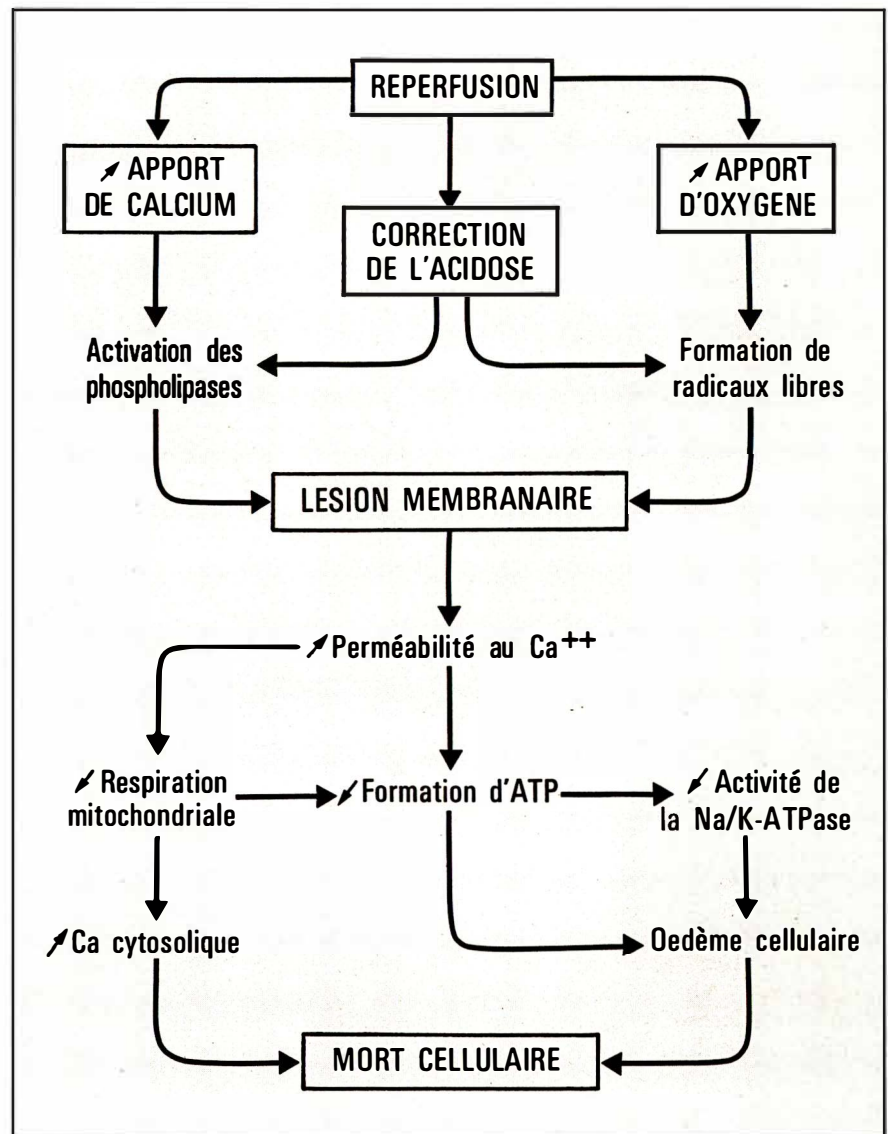 REPERFUSION
↗ APPORT
DE CALCIUM
↗ APPORT
D'OXYGENE
CORRECTION
DE L'ACIDOSE
Activation des
phospholipases
Formation de
radicaux libres
LESION MEMBRANAIRE
↗ Perméabilité au Ca++
↙ Respiration
mitochondriale
↙ Formation d'ATP
↙ Activité de
la Na/K-ATPase
↗ Ca cytosolique
Oedème cellulaire
MORT CELLULAIRE